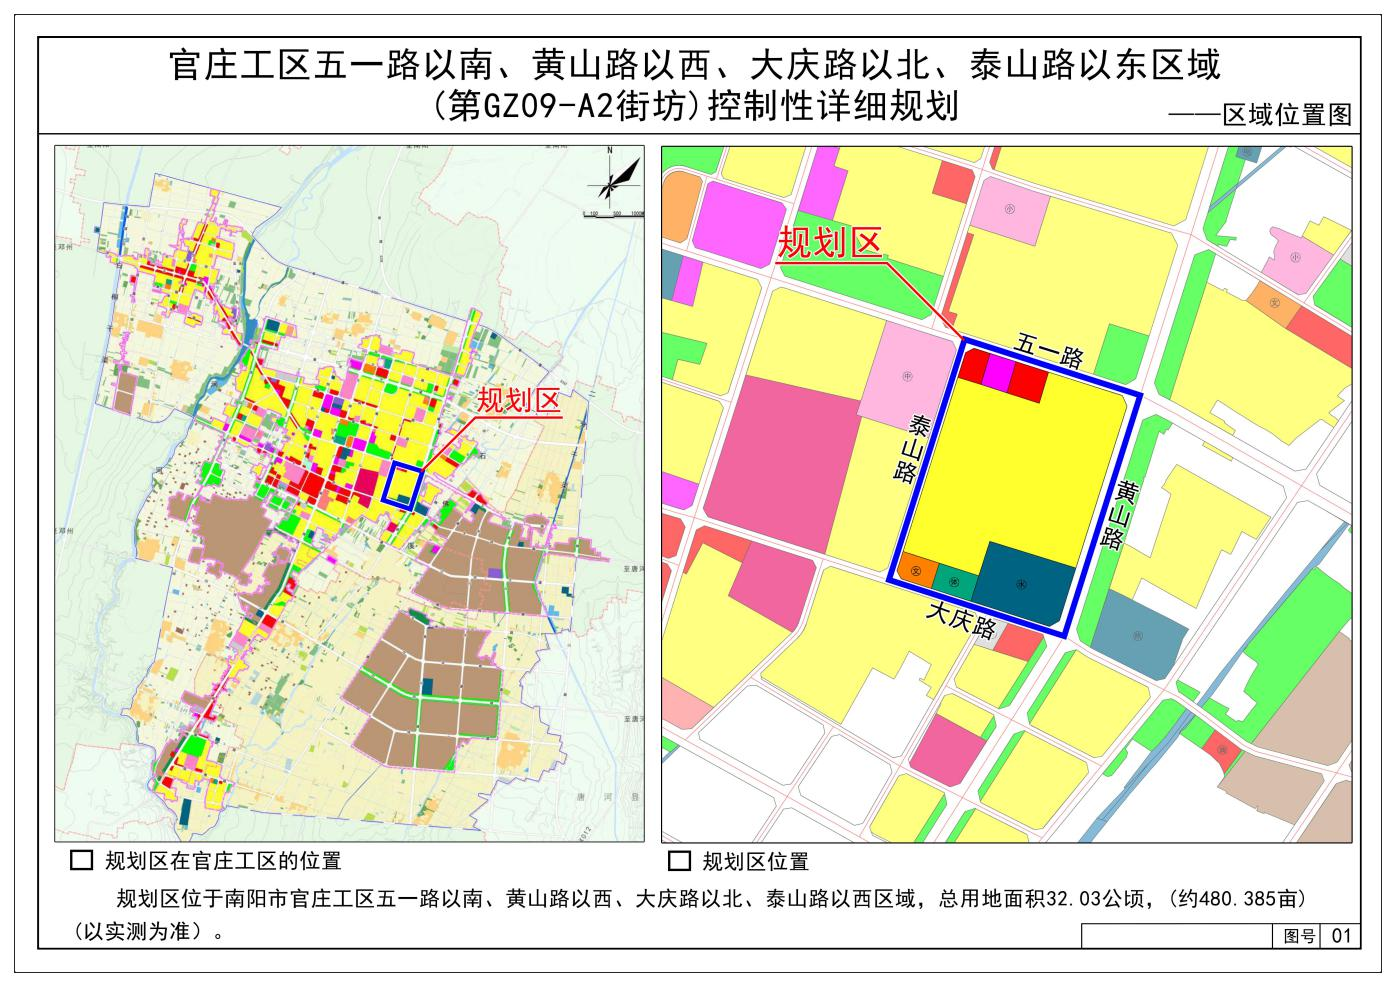 官庄工区五一路以南、黄山路以西、大庆路以北、泰山路以东区域
(第GZ09-A2街坊)控制性详细规划
——区域位置图
N
规划区
规划区
五一路
泰山路
黄山路
大庆路
唐河县
规划区在官庄工区的位置
规划区位置
规划区位于南阳市官庄工区五一路以南、黄山路以西、大庆路以北、泰山路以西区域，总用地面积32.03公顷，(约480.385亩)
(以实测为准）。
图号 01